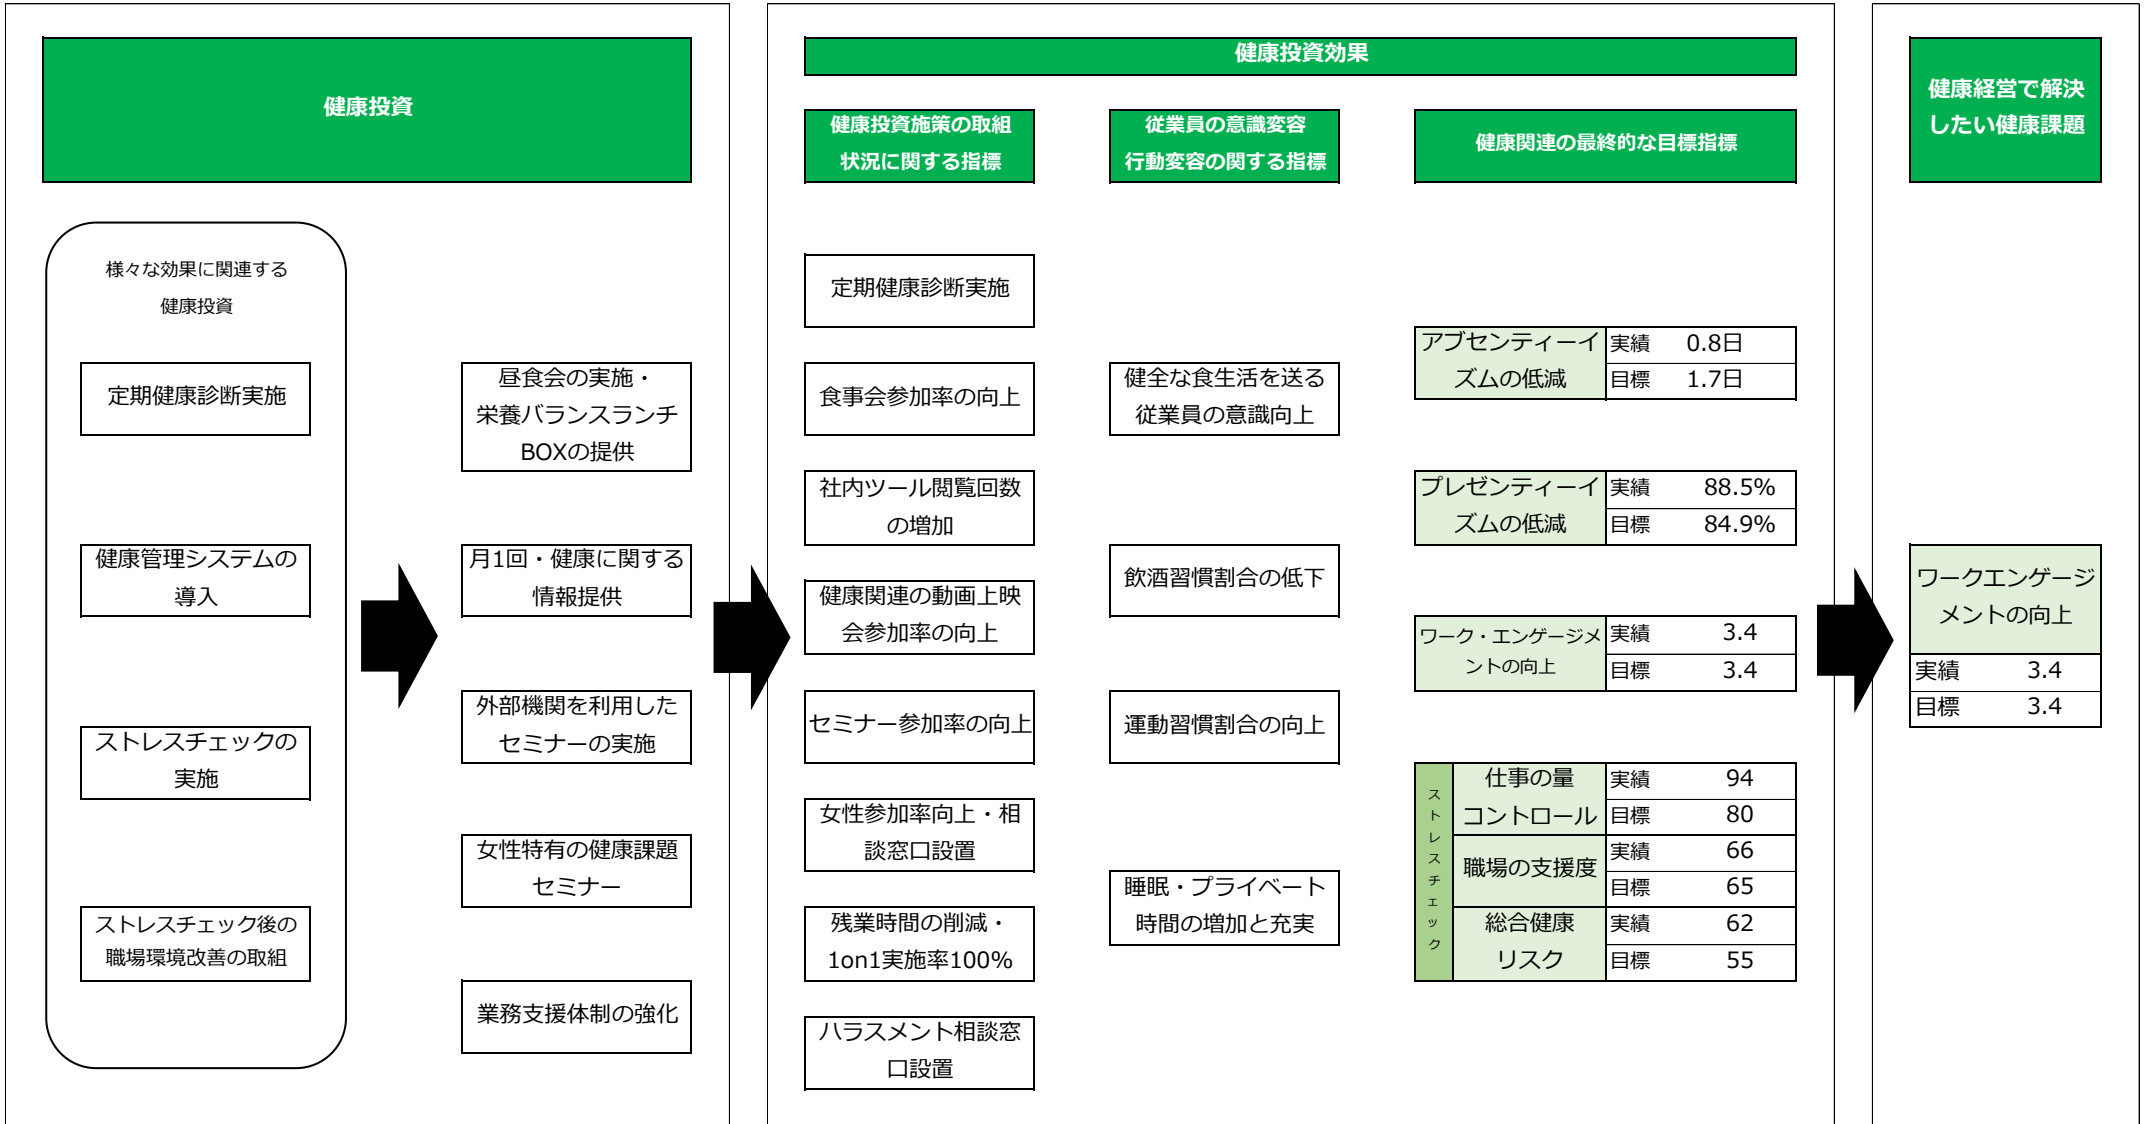 健康投資
様々な効果に関連する
健康投資
定期健康診断実施
健康管理システムの
導入
ストレスチェックの
実施
ストレスチェック後の
職場環境改善の取組
昼食会の実施・
栄養バランスランチ
BOXの提供
月1回・健康に関する
情報提供
外部機関を利用した
セミナーの実施
女性特有の健康課題
セミナー
業務支援体制の強化
健康投資効果
健康投資施策の取組
状況に関する指標
定期健康診断実施
食事会参加率の向上
社内ツール閲覧回数
の増加
健康関連の動画上映
会参加率の向上
セミナー参加率の向上
女性参加率向上・相
談窓口設置
残業時間の削減・
1on1実施率100%
ハラスメント相談窓
口設置
従業員の意識変容
行動変容の関する指標
健全な食生活を送る
従業員の意識向上
飲酒習慣割合の低下
運動習慣割合の向上
睡眠・プライベート
時間の増加と充実
健康関連の最終的な目標指標
アブセンティーイ
ズムの低減
実績 0.8日
目標 1.7日
プレゼンティーイ
ズムの低減
実績 88.5%
目標 84.9%
ワーク・エンゲージメ
ントの向上
実績 3.4
目標 3.4
ストレスチェック
仕事の量
コントロール
実績 94
目標 80
職場の支援度
実績 66
目標 65
総合健康
リスク
実績 62
目標 55
健康経営で解決
したい健康課題
ワークエンゲージ
メントの向上
実績 3.4
目標 3.4